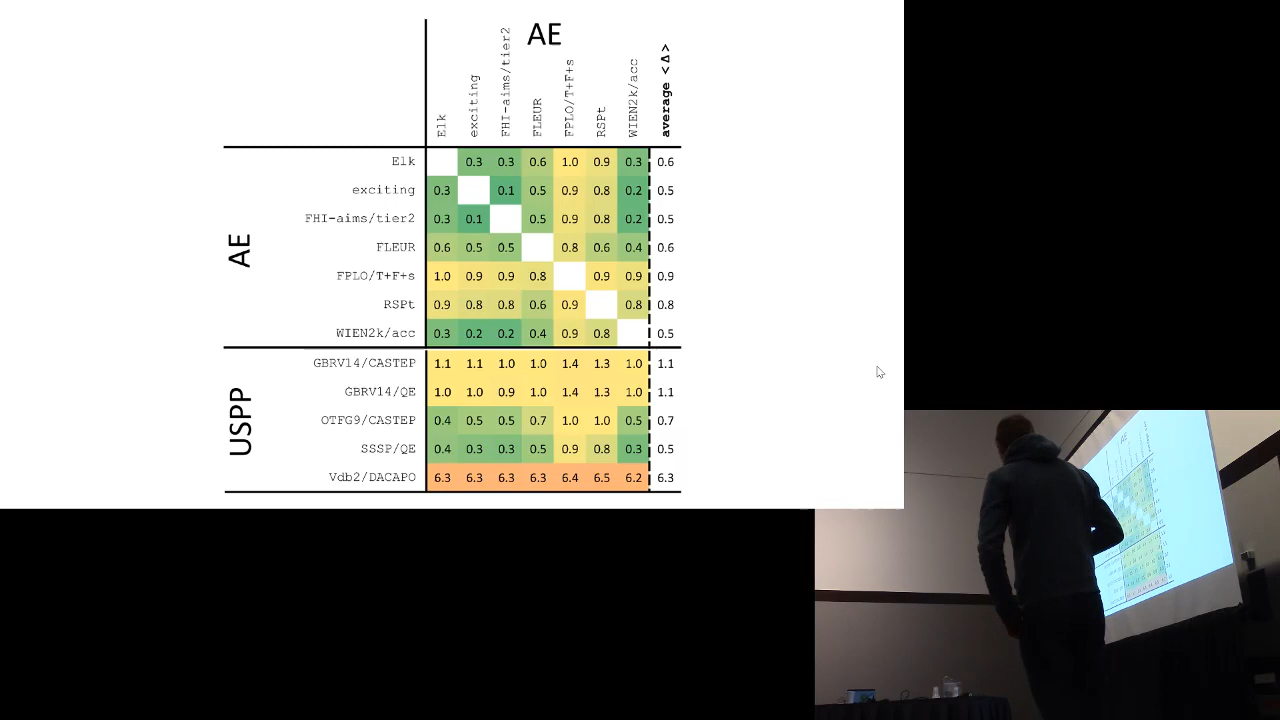 AE
Elk exciting FHI-aims/tier2 FLEUR FPLO/T+F+s RSPt WIEN2k/acc average <Δ>
AE
Elk 0.3 0.3 0.6 1.0 0.9 0.3 0.6
exciting 0.3 0.1 0.5 0.9 0.8 0.2 0.5
FHI-aims/tier2 0.3 0.1 0.5 0.9 0.8 0.2 0.5
FLEUR 0.6 0.5 0.5 0.8 0.6 0.4 0.6
FPLO/T+F+s 1.0 0.9 0.9 0.8 0.9 0.9 0.9
RSPt 0.9 0.8 0.8 0.6 0.9 0.8 0.8
WIEN2k/acc 0.3 0.2 0.2 0.4 0.9 0.8 0.5
USPP
GBRV14/CASTEP 1.1 1.1 1.0 1.0 1.4 1.3 1.0 1.1
GBRV14/QE 1.0 1.0 0.9 1.0 1.4 1.3 1.0 1.1
OTFG9/CASTEP 0.4 0.5 0.5 0.7 1.0 1.0 0.5 0.7
SSSP/QE 0.4 0.3 0.3 0.5 0.9 0.8 0.3 0.5
Vdb2/DACAPO 6.3 6.3 6.3 6.3 6.4 6.5 6.2 6.3